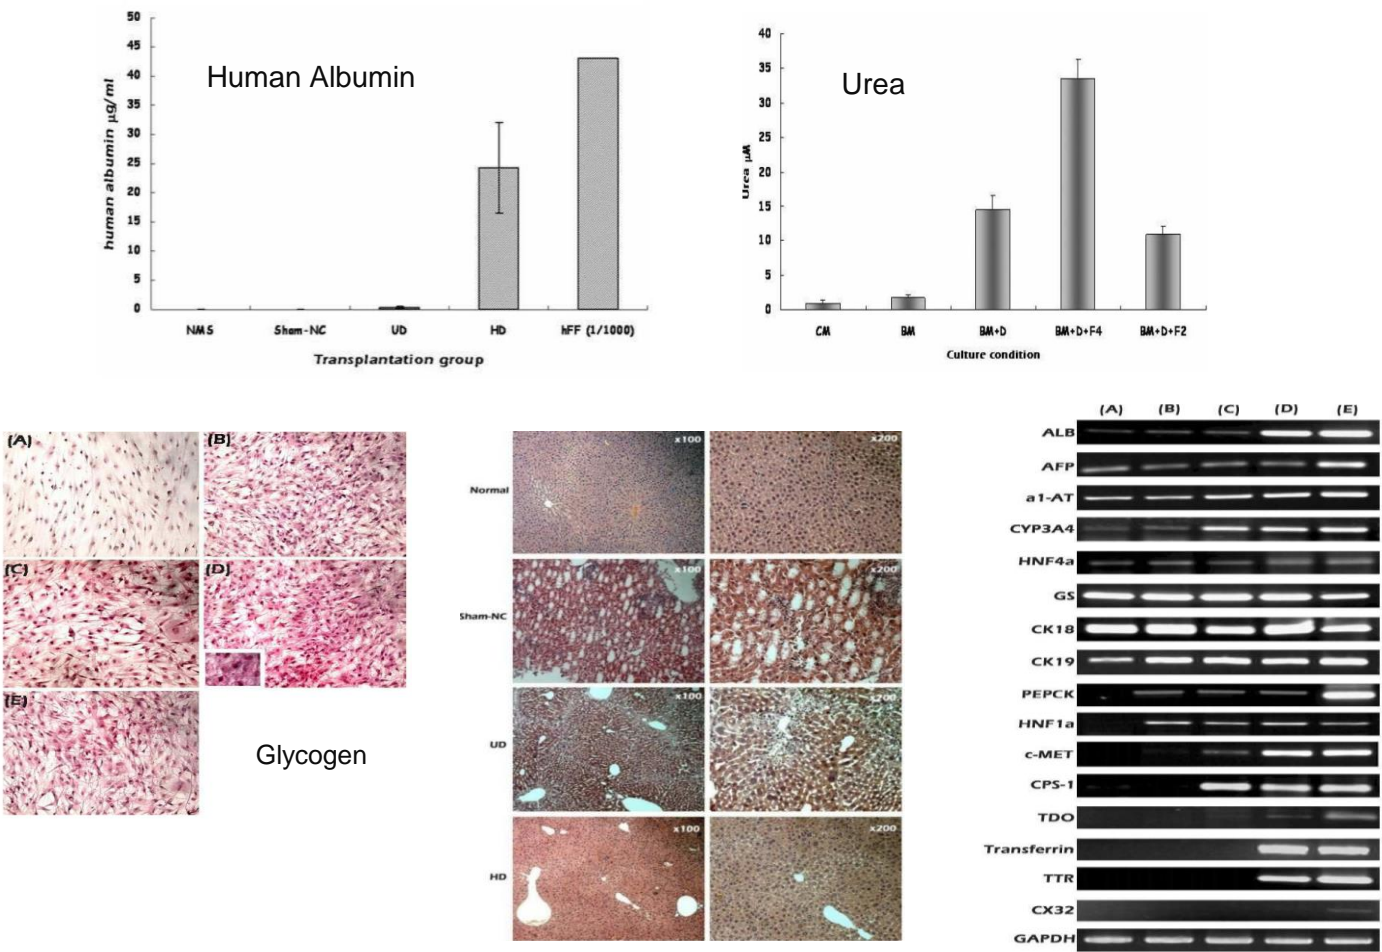 Human Albumin
human albumin µg/ml
50
45
40
35
30
25
20
15
10
5
0
NMS Sham-NC UD HD hFF (1/1000)
Transplantation group
Urea
Urea µM
40
35
30
25
20
15
10
5
0
CM BM BM+D BM+D+F4 BM+D+F2
Culture condition
(A)
(B)
(C)
(D)
(E)
Glycogen
Normal
x100
x200
Sham-NC
x100
x200
UD
x100
x200
HD
x100
x200
(A) (B) (C) (D) (E)
ALB
AFP
a1-AT
CYP3A4
HNF4a
GS
CK18
CK19
PEPCK
HNF1a
c-MET
CPS-1
TDO
Transferrin
TTR
CX32
GAPDH